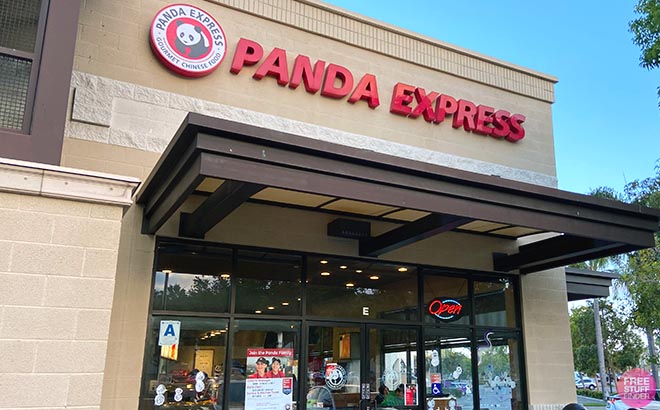 PANDA EXPRESS
GOURMET CHINESE FOOD
PANDA EXPRESS
E
Open
A
Join the Panda Family
FREE
STUFF
FINDER